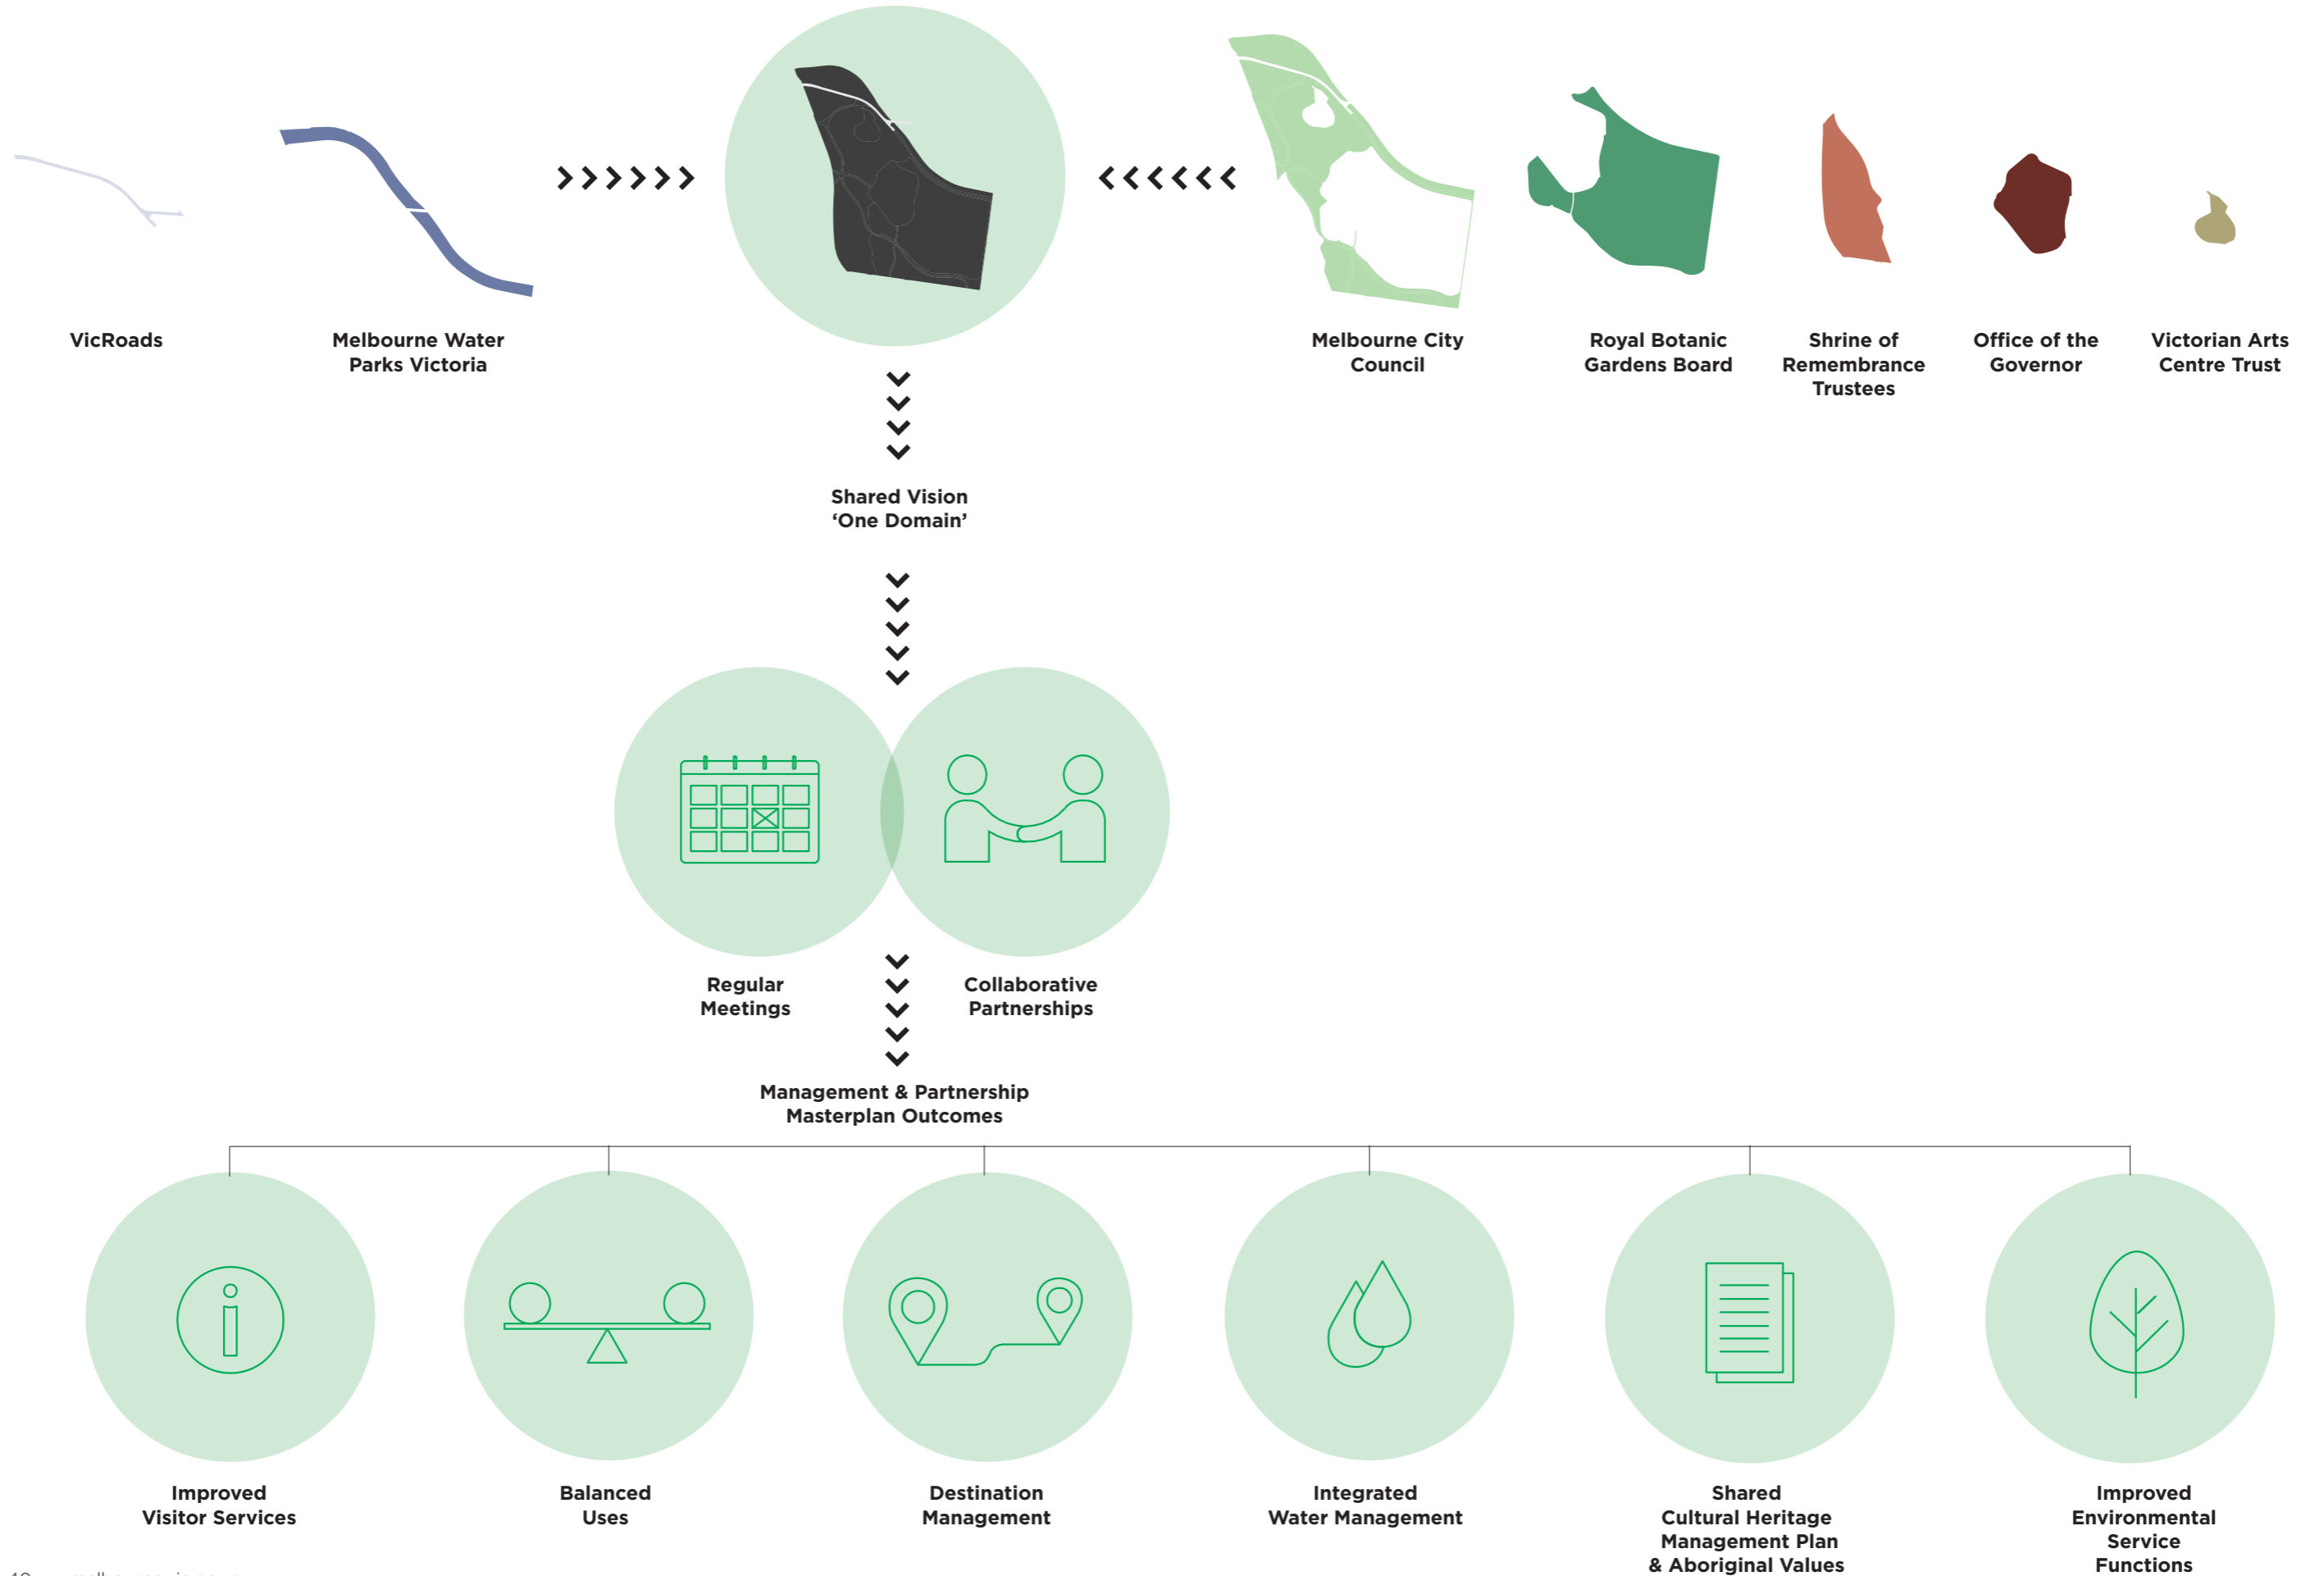 VicRoads
Melbourne Water
Parks Victoria
Melbourne City
Council
Royal Botanic
Gardens Board
Shrine of
Remembrance
Trustees
Office of the
Governor
Victorian Arts
Centre Trust
Shared Vision
‘One Domain’
Regular
Meetings
Collaborative
Partnerships
Management & Partnership
Masterplan Outcomes
Improved
Visitor Services
Balanced
Uses
Destination
Management
Integrated
Water Management
Shared
Cultural Heritage
Management Plan
& Aboriginal Values
Improved
Environmental
Service
Functions